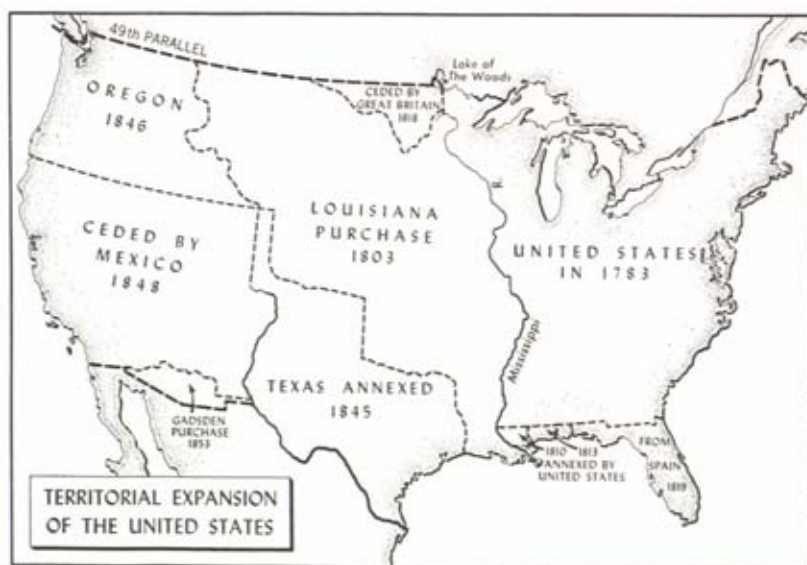 49th PARALLEL
Lake of
The Woods
OREGON
1846
CEDED BY
GREAT BRITAIN
1818
CEDED BY
MEXICO
1848
LOUISIANA
PURCHASE
1803
R.
UNITED STATES
IN 1783
Mississippi
TEXAS ANNEXED
1845
GADSDEN
PURCHASE
1853
1810 1813
ANNEXED BY
UNITED STATES
FROM
SPAIN
1819
TERRITORIAL EXPANSION
OF THE UNITED STATES